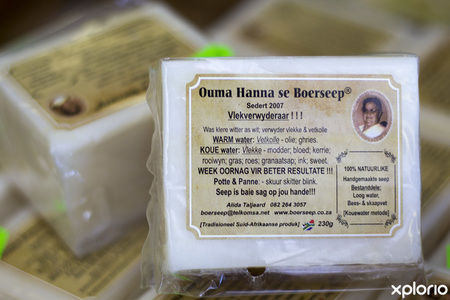 Ouma Hanna se Boerseep®
Sedert 2007
Vlekverwyderaar ! ! !
Was klere witter as wit; verwyder vlekke & vetkolle
WARM water: Vetkolle - olie; ghries.
KOUE water: Vlekke - modder; bloed; kerrie;
rooiwyn; gras; roes; granaatsap; ink; sweet.
WEEK OORNAG VIR BETER RESULTATE !!!
Potte & Panne: - skuur skitter blink.
Seep is baie sag op jou hande!!!
Alida Taljaard 082 264 3057
boerseep@telkomsa.net www.boerseep.co.za
[Tradisioneel Suid-Afrikaanse produk] 230g
100% NATUURLIKE
Handgemaakte seep
Bestanddele:
Loog water,
Bees- & skaapvet
[Kouswater metode]
xplorio